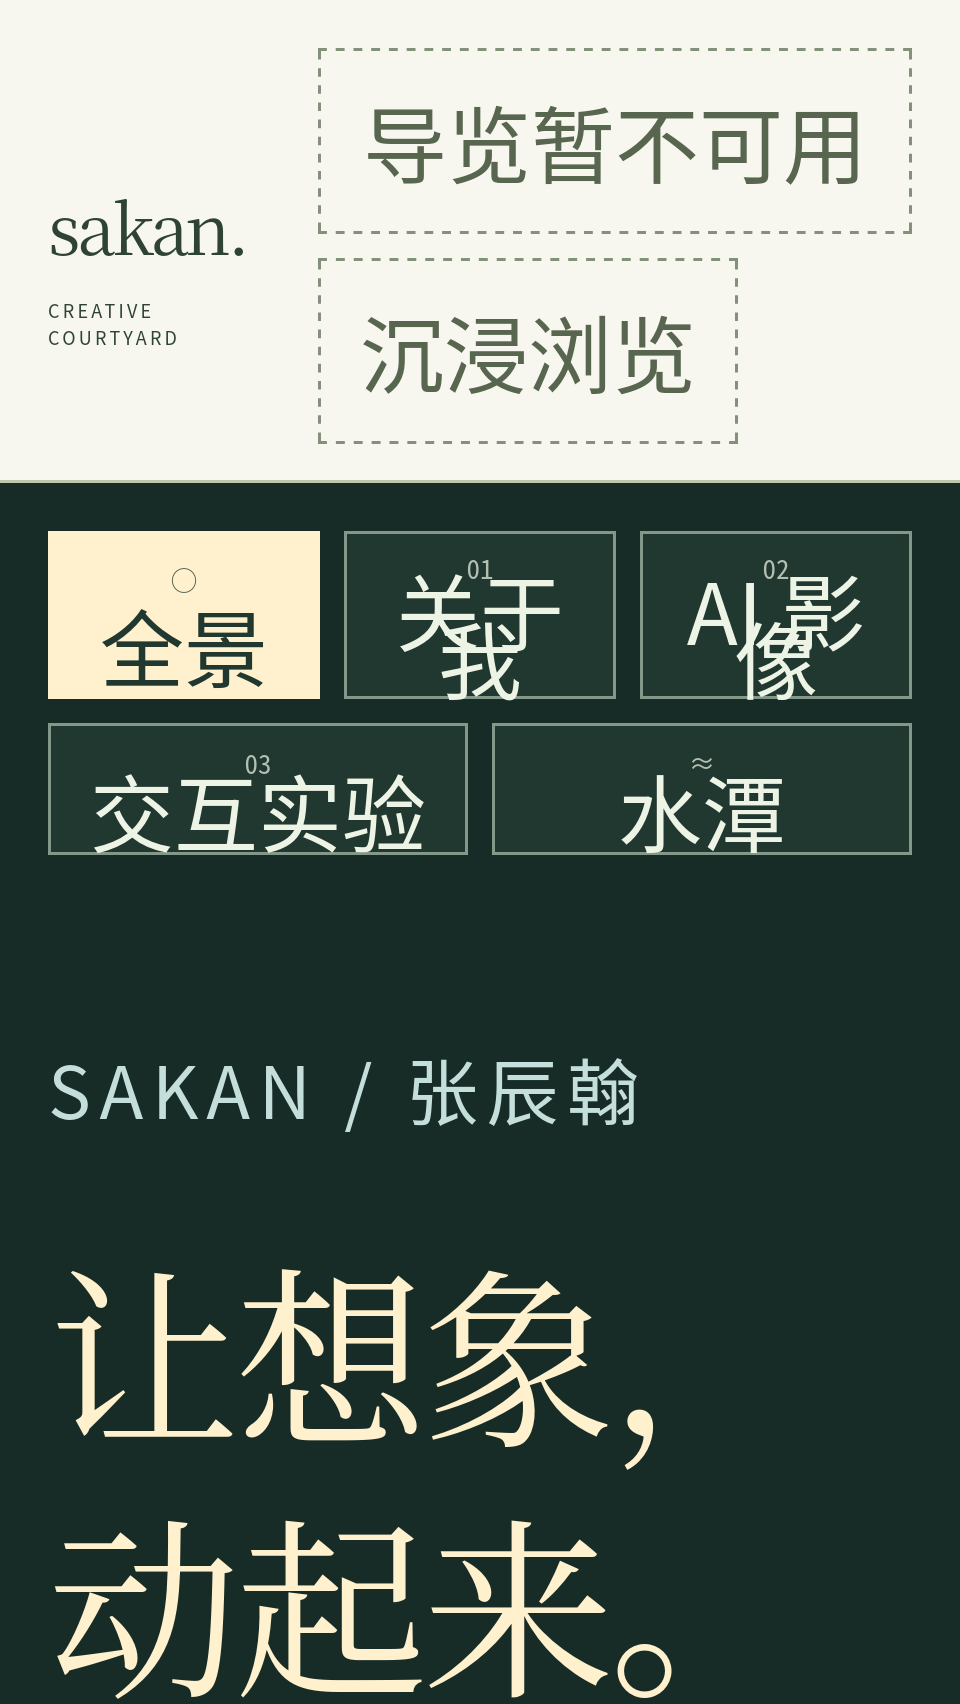 sakan.
CREATIVE
COURTYARD
导览暂不可用
沉浸浏览
○
全景
01
关于
我
02
AI 影
像
03
交互实验
≈
水潭
SAKAN / 张辰翰
让想象，
动起来。